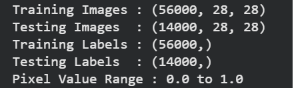 Training Images : (56000, 28, 28)
Testing Images  : (14000, 28, 28)
Training Labels : (56000,)
Testing Labels  : (14000,)
Pixel Value Range : 0.0 to 1.0